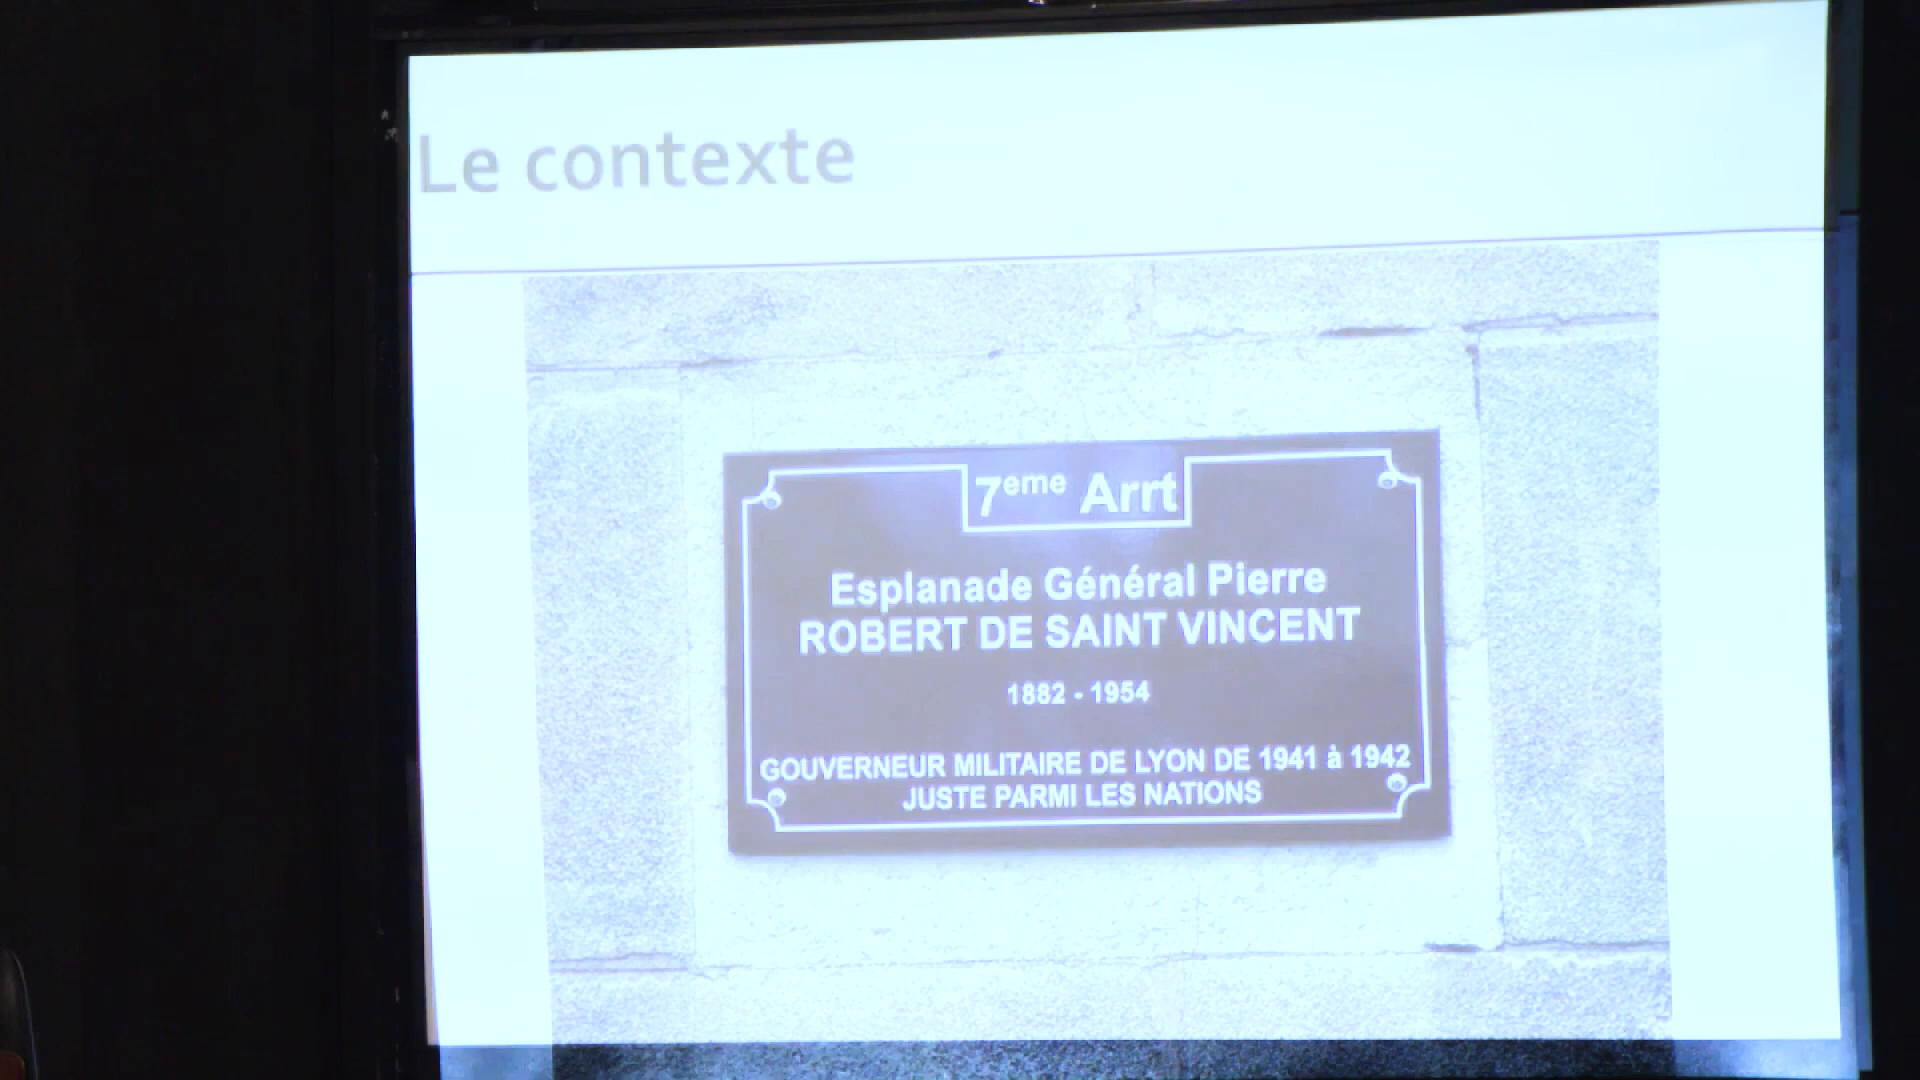 Le contexte
7eme Arrt
Esplanade Général Pierre
ROBERT DE SAINT VINCENT
1882 - 1954
GOUVERNEUR MILITAIRE DE LYON DE 1941 à 1942
JUSTE PARMI LES NATIONS